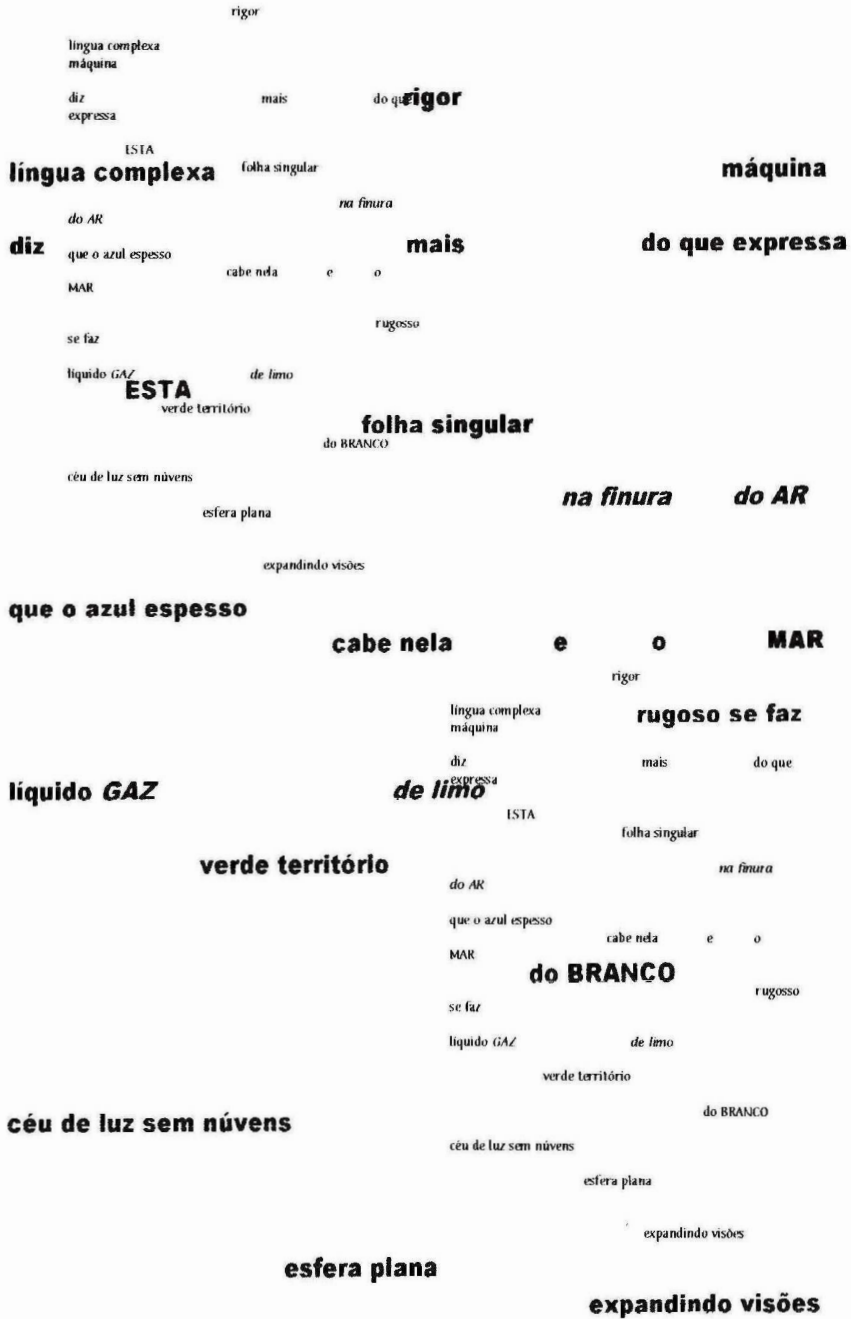 rigor
língua complexa
máquina
diz mais do que
expressa
ESTA
folha singular
na finura
do AR
que o azul espesso
cabe nela e o
MAR
rugosso
se faz
líquido GAZ de limo
verde território
do BRANCO
céu de luz sem núvens
esfera plana
expandindo visões
rigor
língua complexa máquina
diz mais do que expressa
ESTA
folha singular
na finura do AR
que o azul espesso
cabe nela e o MAR
rugoso se faz
líquido GAZ de limo
verde território
do BRANCO
céu de luz sem núvens
esfera plana
expandindo visões
rigor
língua complexa
máquina
diz mais do que
expressa
ESTA
folha singular
na finura
do AR
que o azul espesso
cabe nela e o
MAR
rugosso
se faz
líquido GAZ de limo
verde território
do BRANCO
céu de luz sem núvens
esfera plana
expandindo visões